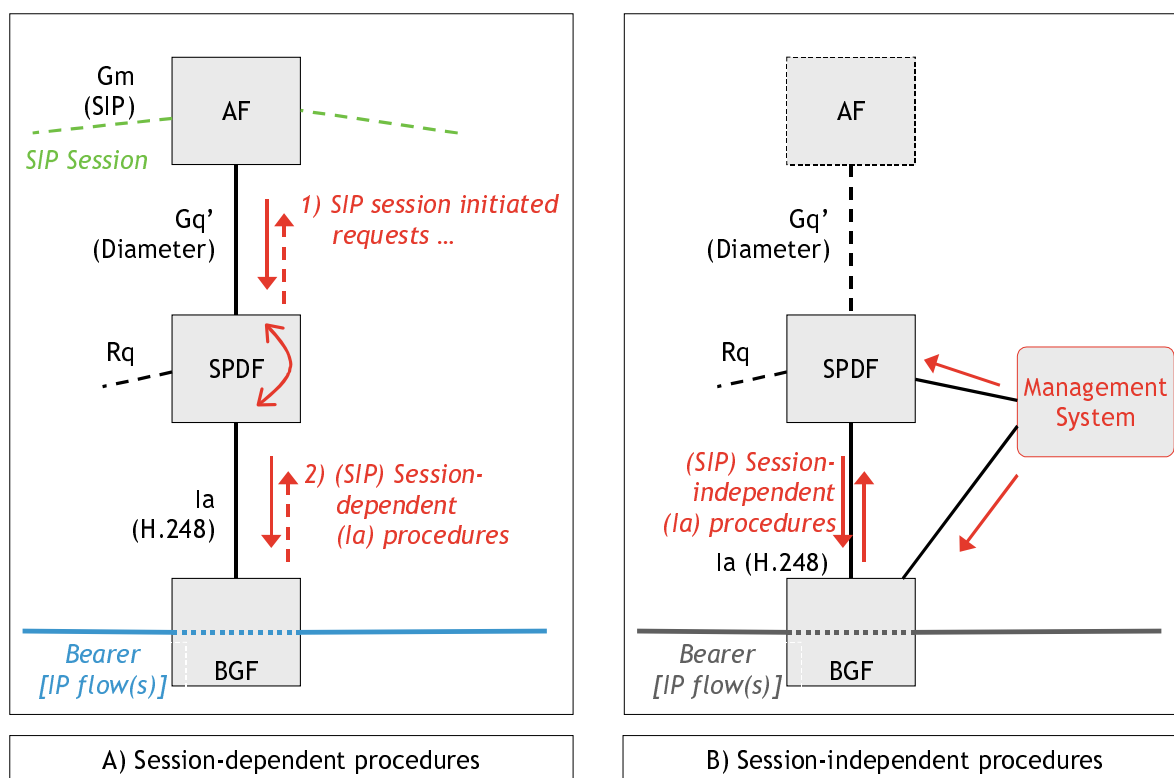 Gm
(SIP)
AF
SIP Session
Gq’
(Diameter)
1) SIP session initiated
requests …
Rq
SPDF
Ia
(H.248)
2) (SIP) Session-
dependent
(Ia) procedures
Bearer
[IP flow(s)]
BGF
A) Session-dependent procedures
AF
Gq’
(Diameter)
Rq
SPDF
Management
System
(SIP) Session-
independent
(Ia) procedures
Ia (H.248)
Bearer
[IP flow(s)]
BGF
B) Session-independent procedures